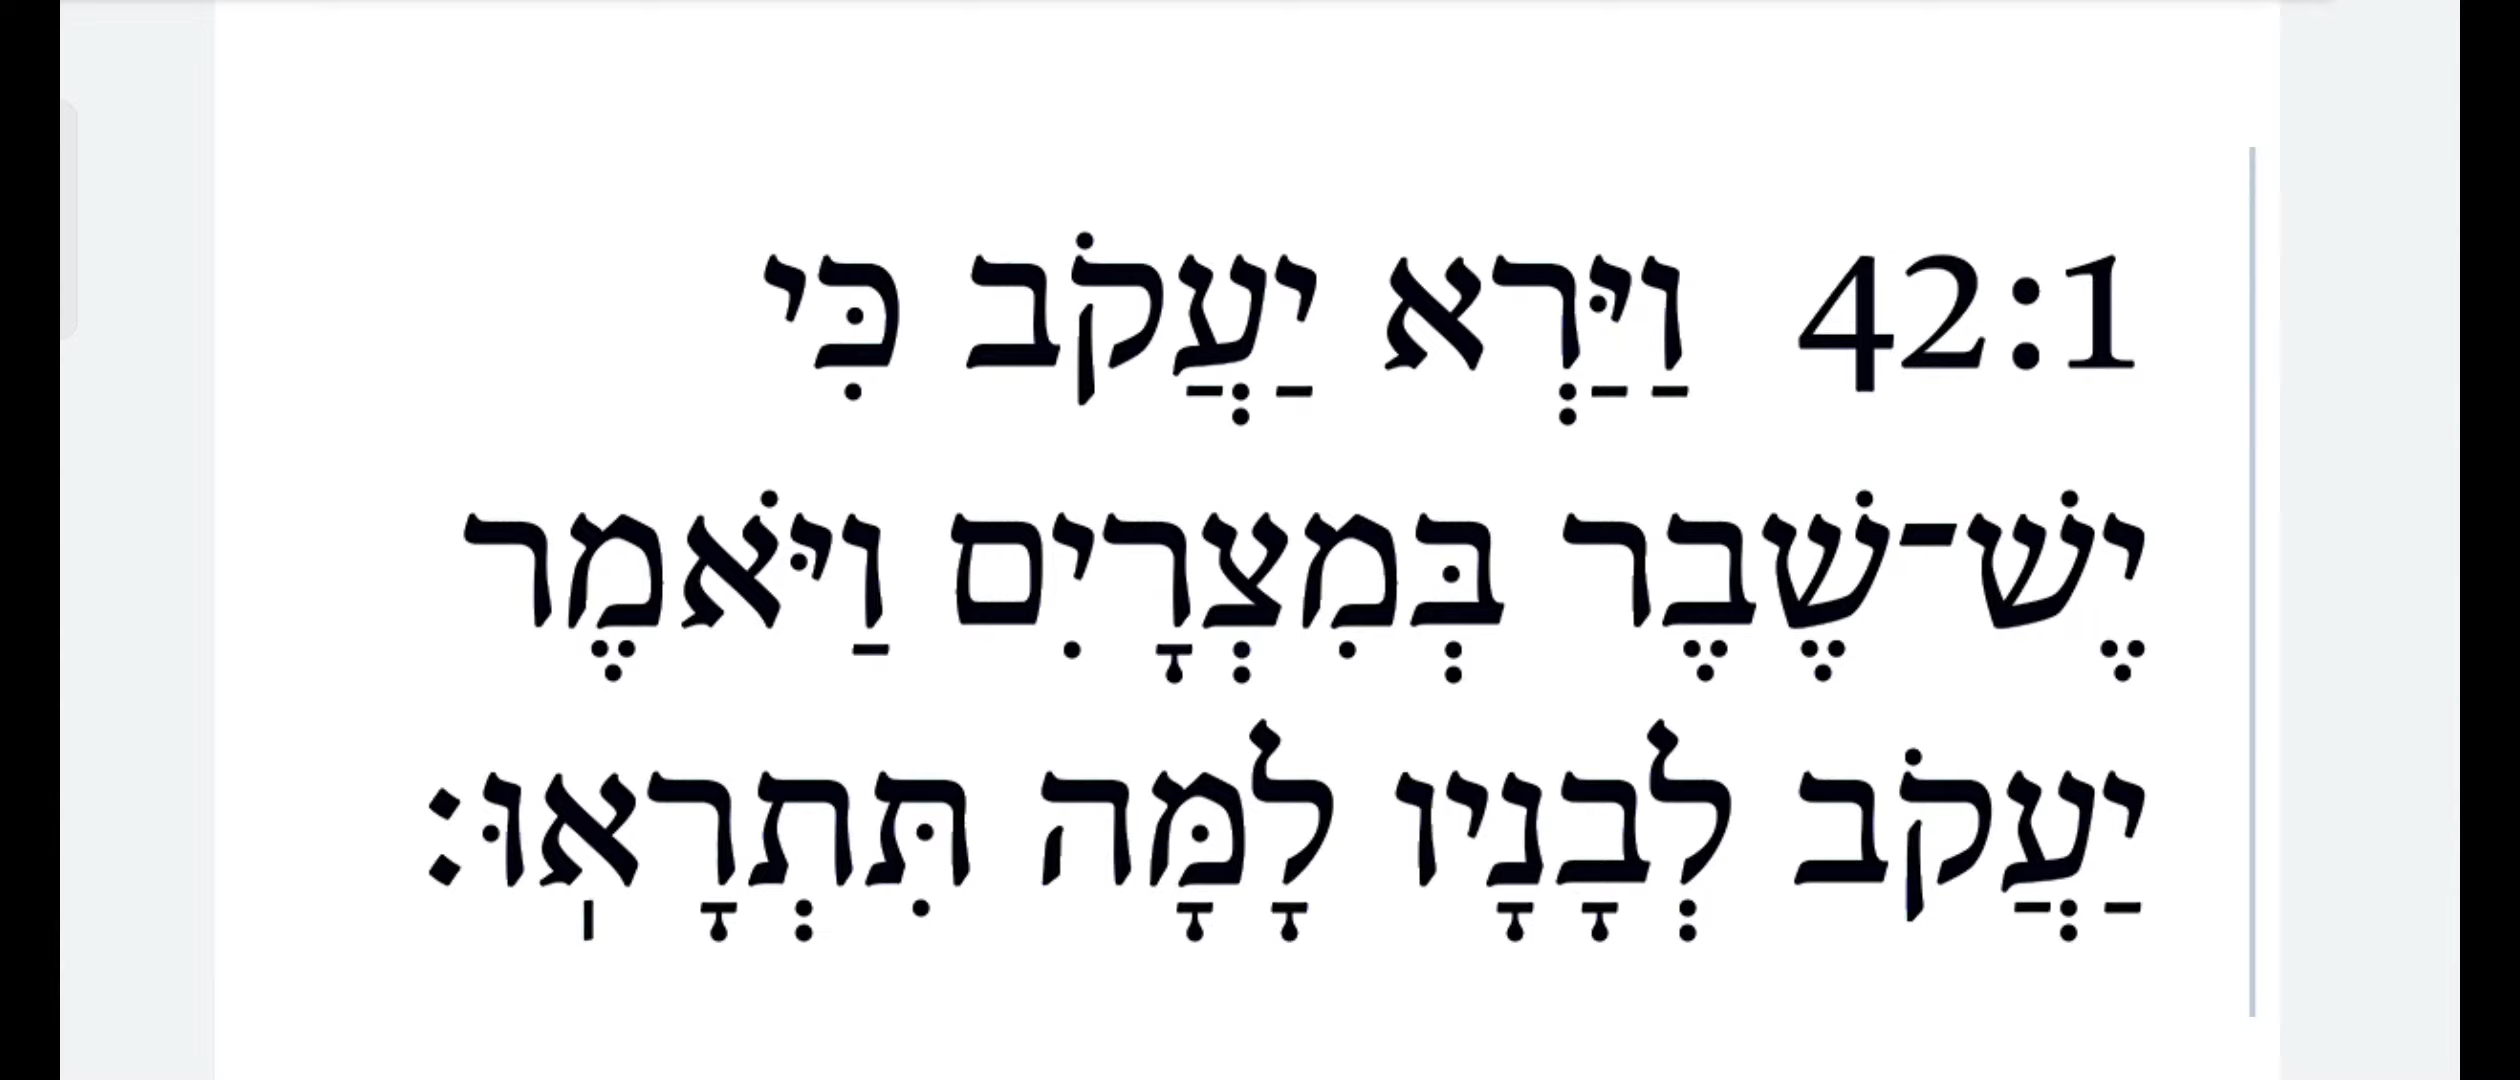 42:1 וַיַּרְא יַעֲקֹב כִּי
יֶשׁ־שֶׁבֶר בְּמִצְרָיִם וַיֹּאמֶר
יַעֲקֹב לְבָנָיו לָמָּה תִּתְרָאֽוּ׃